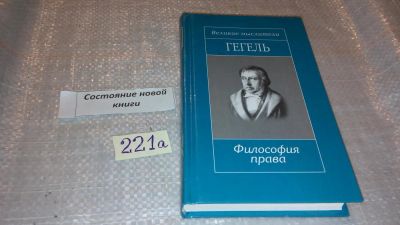 Состояние новой
книги
221а
Великие мыслители
ГЕГЕЛЬ
Философия
права